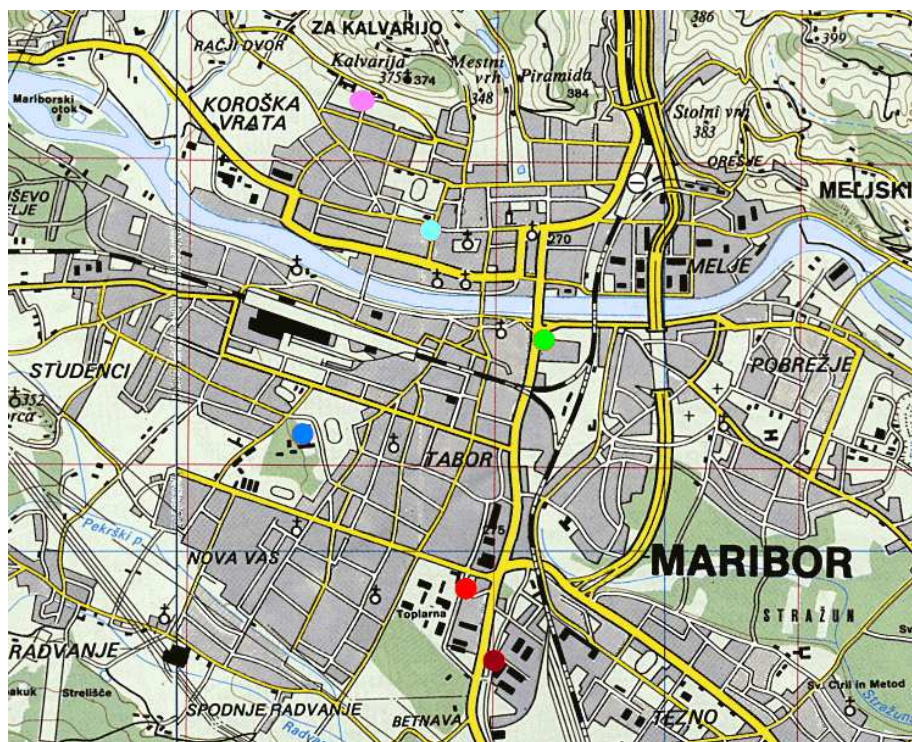 ZA KALVARIJO
386
RAČJI DVOR
399
Kalvarija
375
374
Mestni
vrh
348
Piramida
384
Mariborski
otok
KOROŠKA
VRATA
Stolni vrh
383
OREŠJE
MELJSKI
270
MELJE
STUDENCI
POBREŽJE
352
TABOR
Pekrški p.
NOVA VAS
MARIBOR
Toplarna
STRAŽUN
RADVANJE
Strelišče
SPODNJE RADVANJE
BETNAVA
TEZNO
Sv. Ciril in Metod